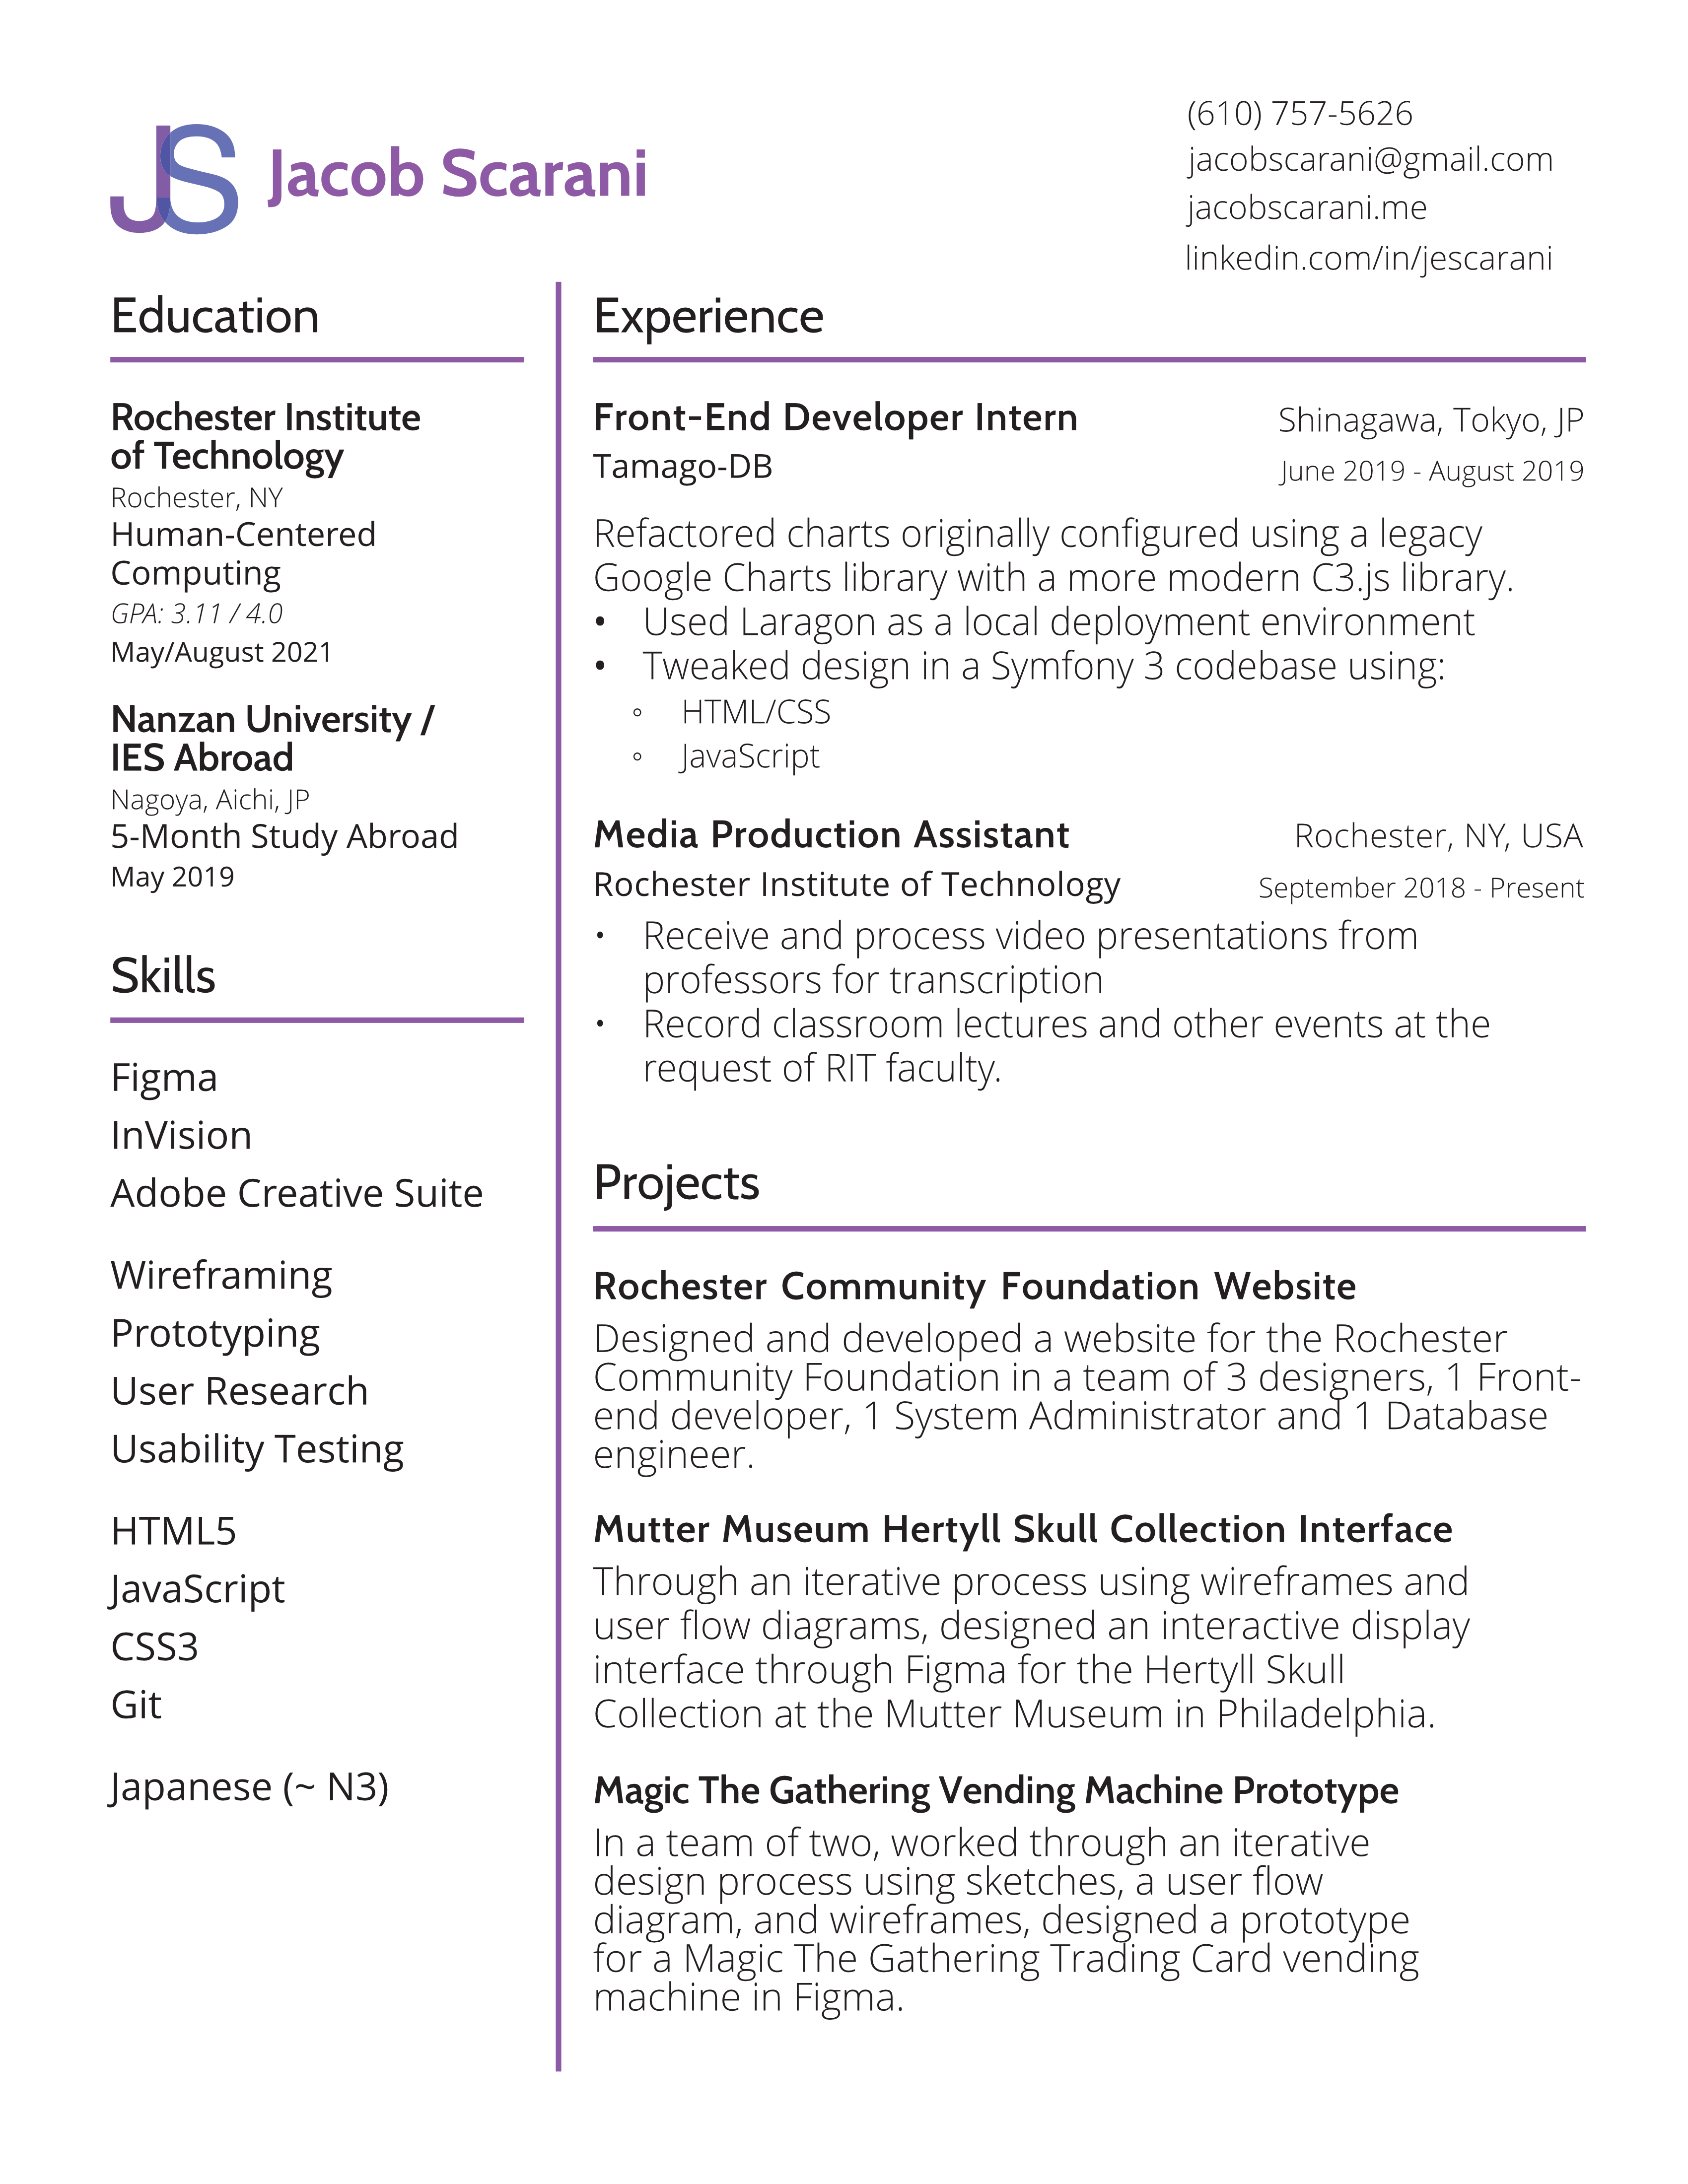 JS Jacob Scarani
(610) 757-5626
jacobscarani@gmail.com
jacobscarani.me
linkedin.com/in/jescarani
Education
Rochester Institute
of Technology
Rochester, NY
Human-Centered
Computing
GPA: 3.11 / 4.0
May/August 2021
Nanzan University /
IES Abroad
Nagoya, Aichi, JP
5-Month Study Abroad
May 2019
Skills
Figma
InVision
Adobe Creative Suite
Wireframing
Prototyping
User Research
Usability Testing
HTML5
JavaScript
CSS3
Git
Japanese (~ N3)
Experience
Front-End Developer Intern Shinagawa, Tokyo, JP
Tamago-DB June 2019 - August 2019
Refactored charts originally configured using a legacy
Google Charts library with a more modern C3.js library.
• Used Laragon as a local deployment environment
• Tweaked design in a Symfony 3 codebase using:
◦ HTML/CSS
◦ JavaScript
Media Production Assistant Rochester, NY, USA
Rochester Institute of Technology September 2018 - Present
• Receive and process video presentations from
professors for transcription
• Record classroom lectures and other events at the
request of RIT faculty.
Projects
Rochester Community Foundation Website
Designed and developed a website for the Rochester
Community Foundation in a team of 3 designers, 1 Front-
end developer, 1 System Administrator and 1 Database
engineer.
Mutter Museum Hertyll Skull Collection Interface
Through an iterative process using wireframes and
user flow diagrams, designed an interactive display
interface through Figma for the Hertyll Skull
Collection at the Mutter Museum in Philadelphia.
Magic The Gathering Vending Machine Prototype
In a team of two, worked through an iterative
design process using sketches, a user flow
diagram, and wireframes, designed a prototype
for a Magic The Gathering Trading Card vending
machine in Figma.